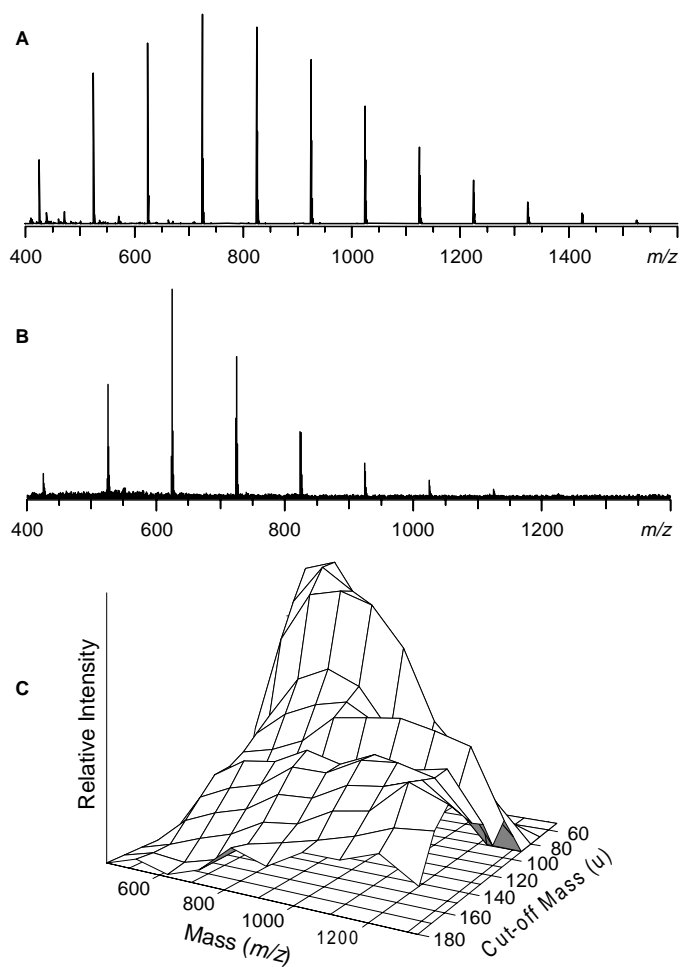 A
400 600 800 1000 1200 1400 m/z
B
400 600 800 1000 1200 m/z
C
Relative Intensity
600 800 1000 1200
Mass (m/z)
60 80 100 120 140 160 180
Cut-off Mass (u)